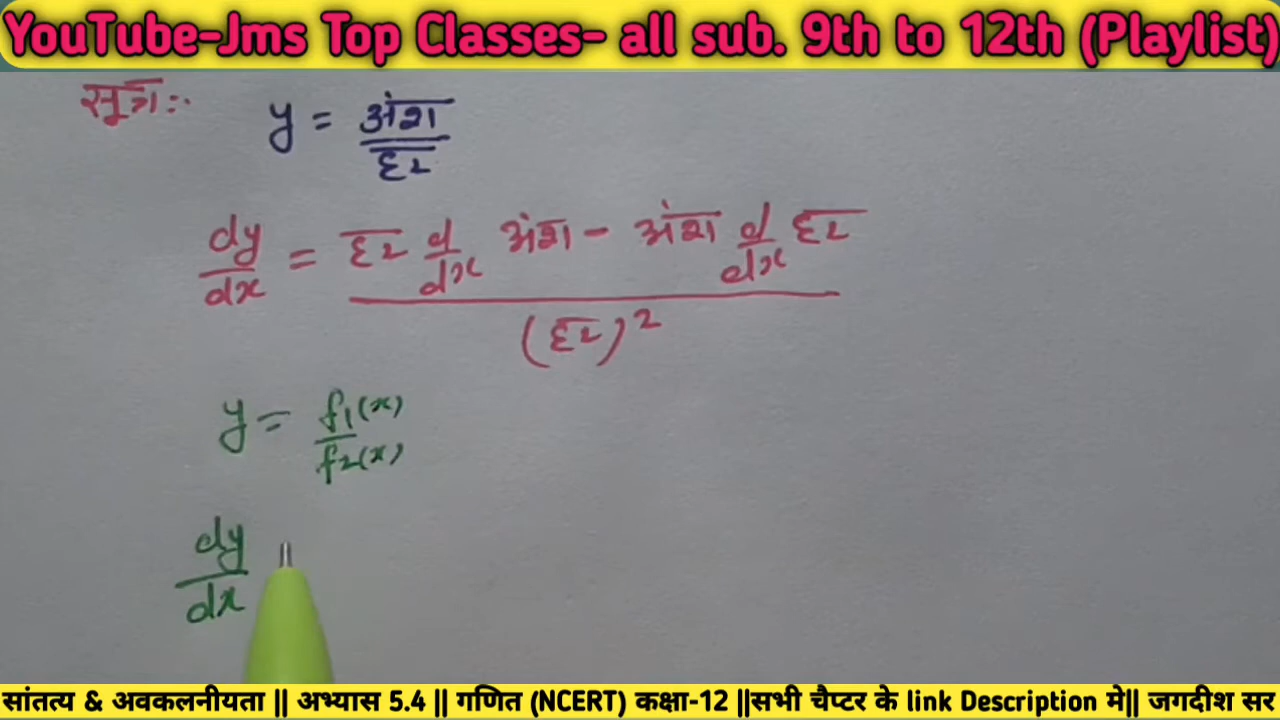 YouTube-Jms Top Classes- all sub. 9th to 12th (Playlist)
सूत्र:-
y = अंश / हर
dy/dx = हर d/dx अंश - अंश d/dx हर / (हर)²
y = f₁(x) / f₂(x)
dy/dx
सांतत्य & अवकलनीयता || अभ्यास 5.4 || गणित (NCERT) कक्षा-12 ||सभी चैप्टर के link Description मे|| जगदीश सर